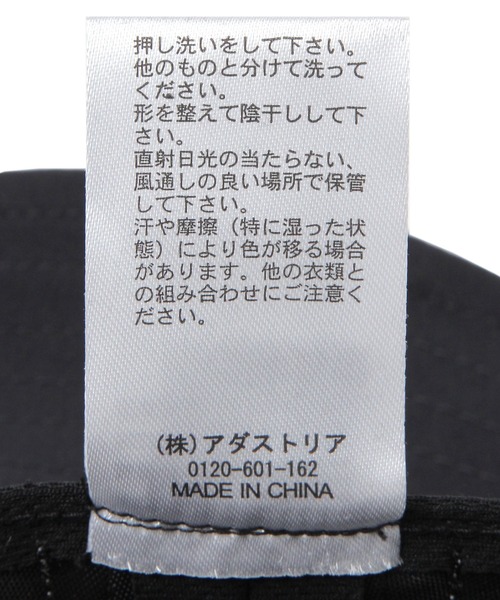 押し洗いをして下さい。
他のものと分けて洗って
ください。
形を整えて陰干しして下
さい。
直射日光の当たらない、
風通しの良い場所で保管
して下さい。
汗や摩擦（特に湿った状
態）により色が移る場合
があります。他の衣類と
の組み合わせにご注意く
ださい。
(株)アダストリア
0120-601-162
MADE IN CHINA